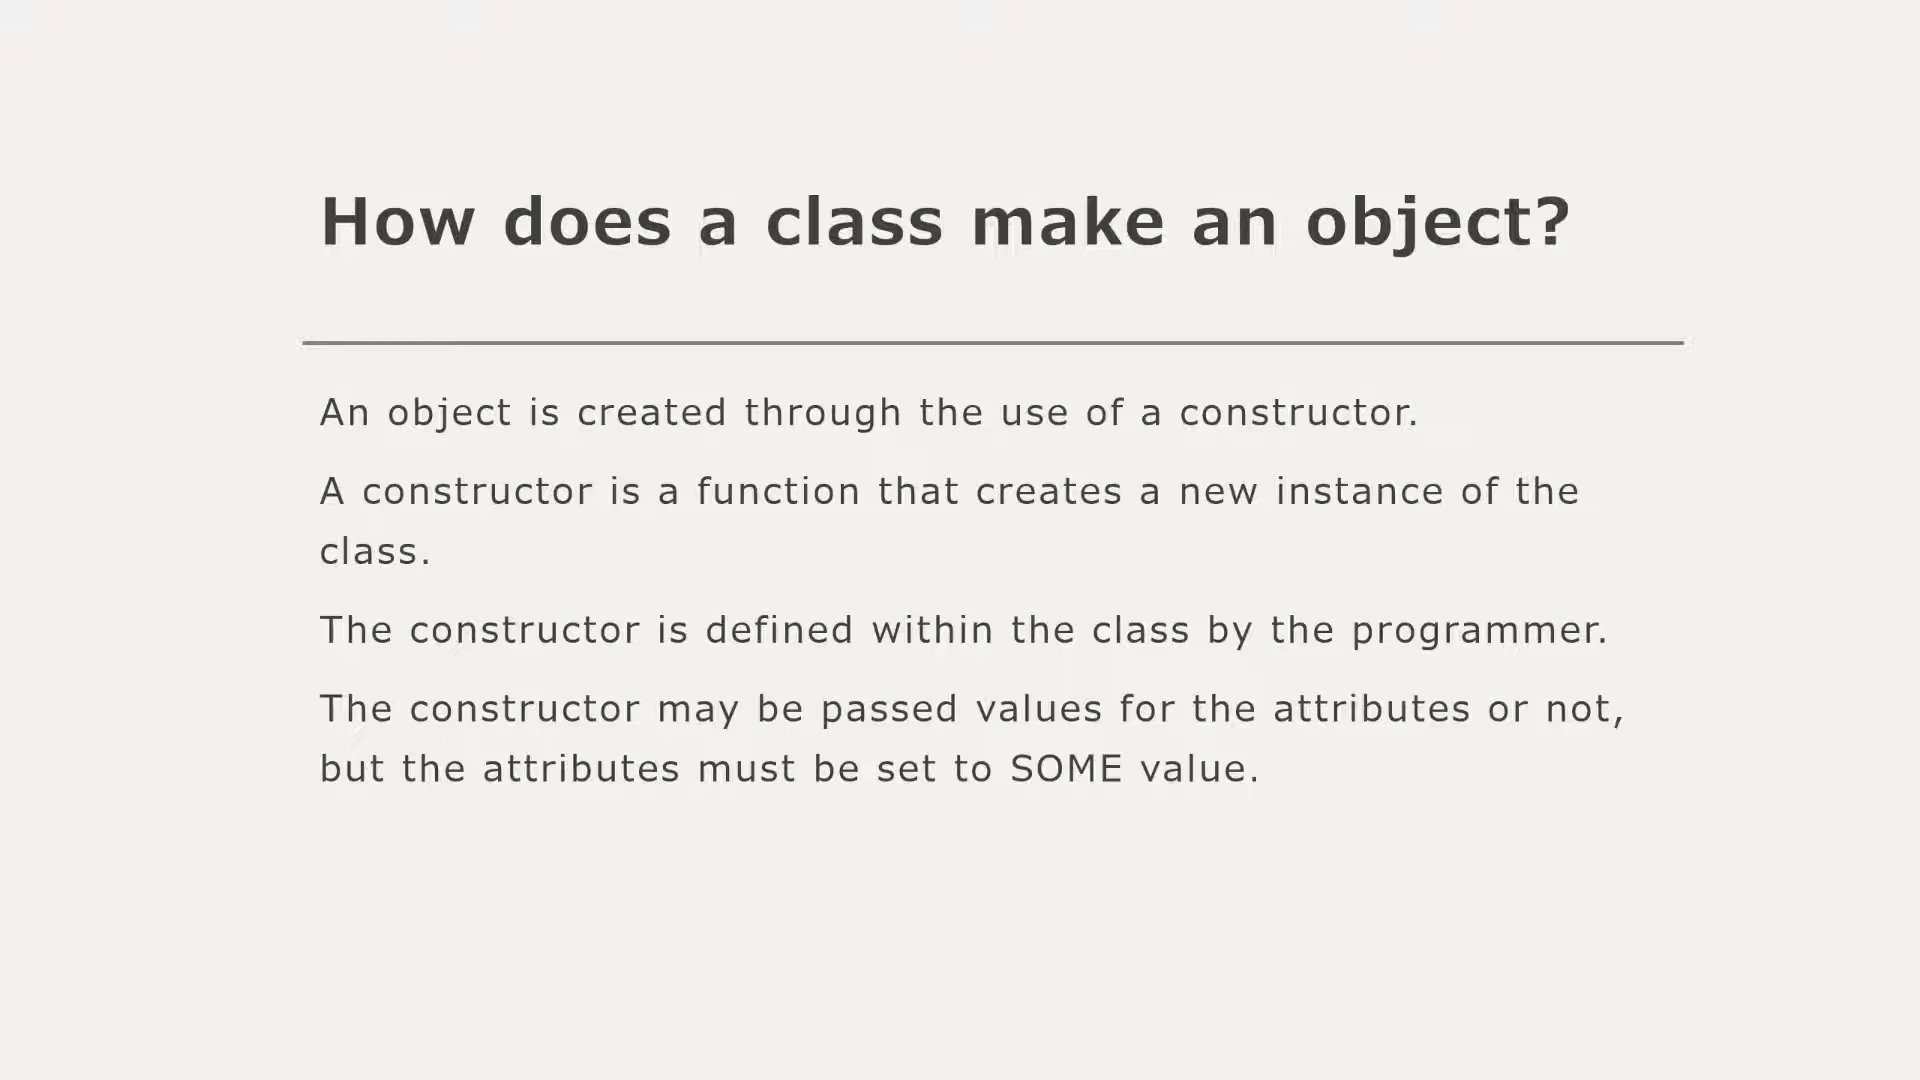 How does a class make an object?
An object is created through the use of a constructor.
A constructor is a function that creates a new instance of the
class.
The constructor is defined within the class by the programmer.
The constructor may be passed values for the attributes or not,
but the attributes must be set to SOME value.